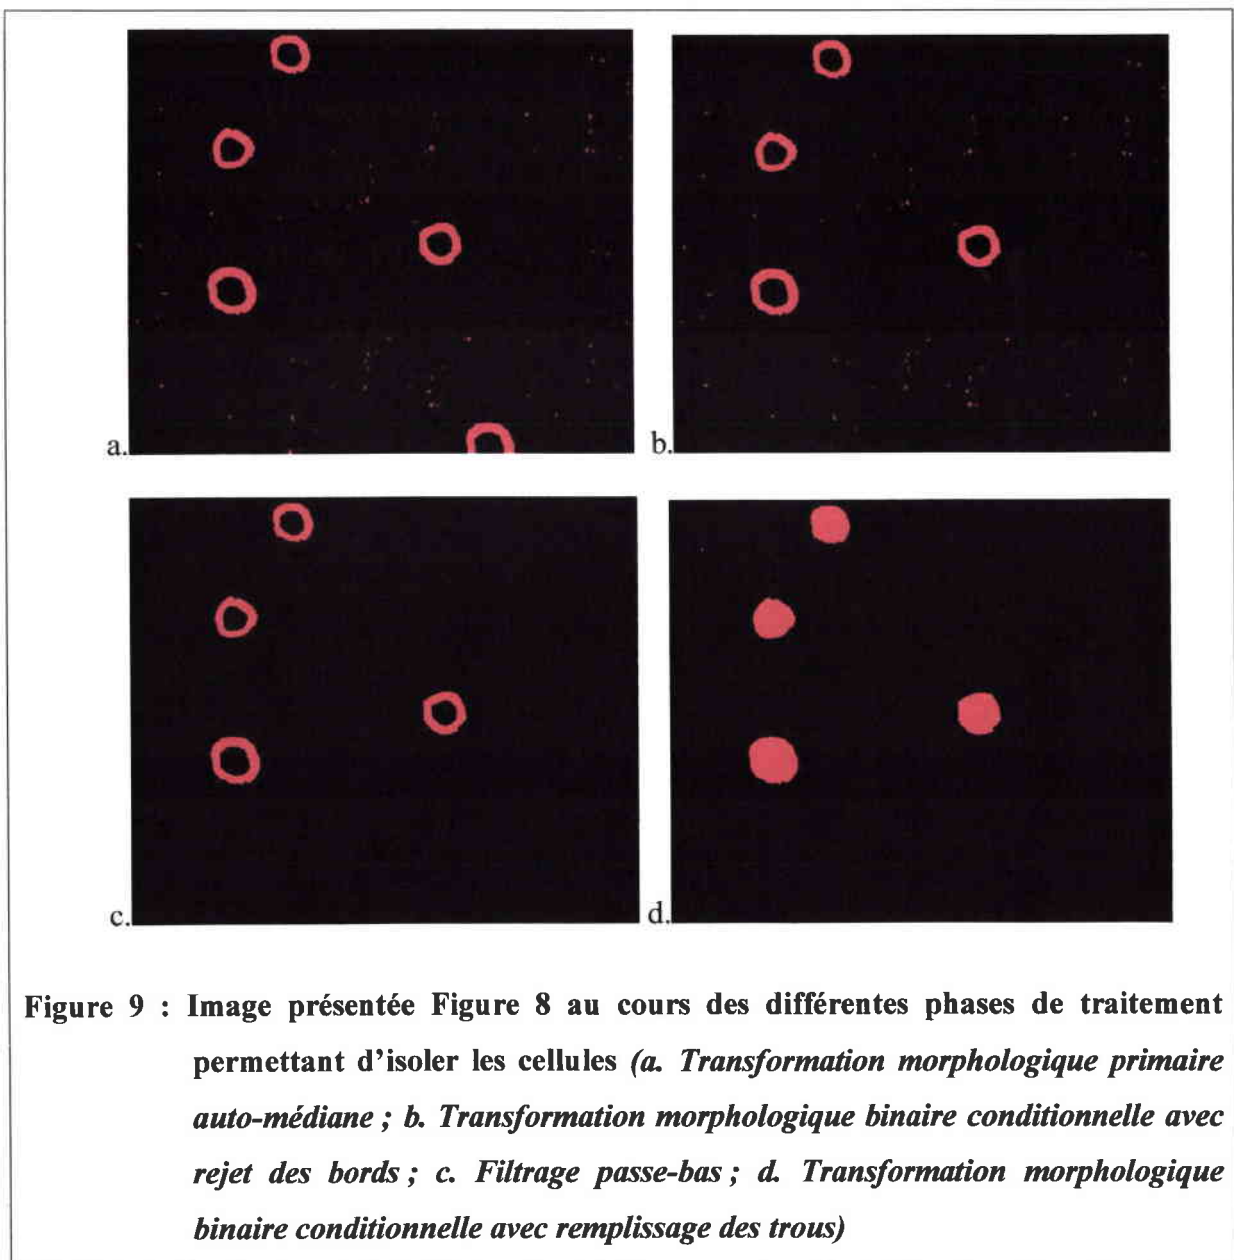 a.
b.
c.
d.
Figure 9 : Image présentée Figure 8 au cours des différentes phases de traitement
permettant d'isoler les cellules (a. Transformation morphologique primaire
auto-médiane ; b. Transformation morphologique binaire conditionnelle avec
rejet des bords ; c. Filtrage passe-bas ; d. Transformation morphologique
binaire conditionnelle avec remplissage des trous)